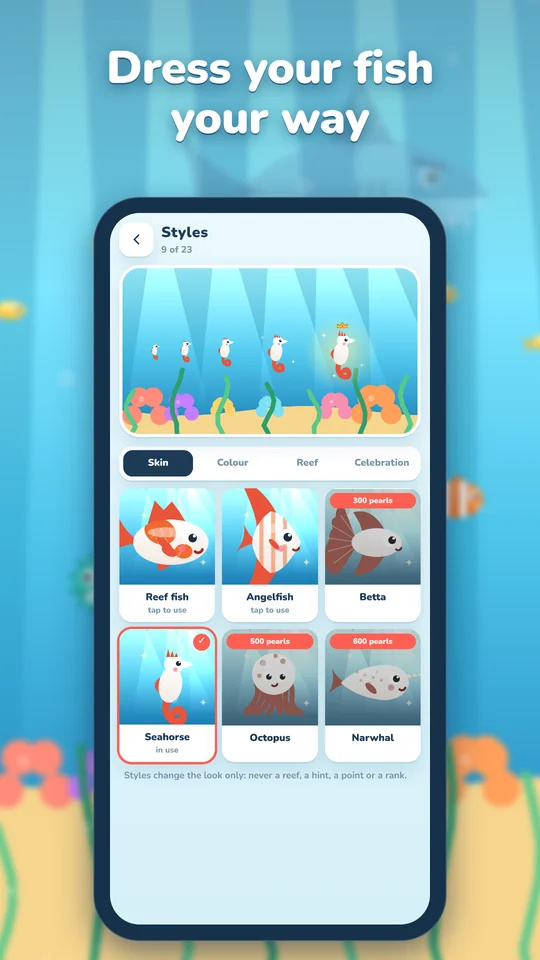 Dress your fish
your way
Styles
9 of 23
Skin
Colour
Reef
Celebration
300 pearls
Reef fish
tap to use
Angelfish
tap to use
Betta
500 pearls
600 pearls
Seahorse
in use
Octopus
Narwhal
Styles change the look only: never a reef, a hint, a point or a rank.